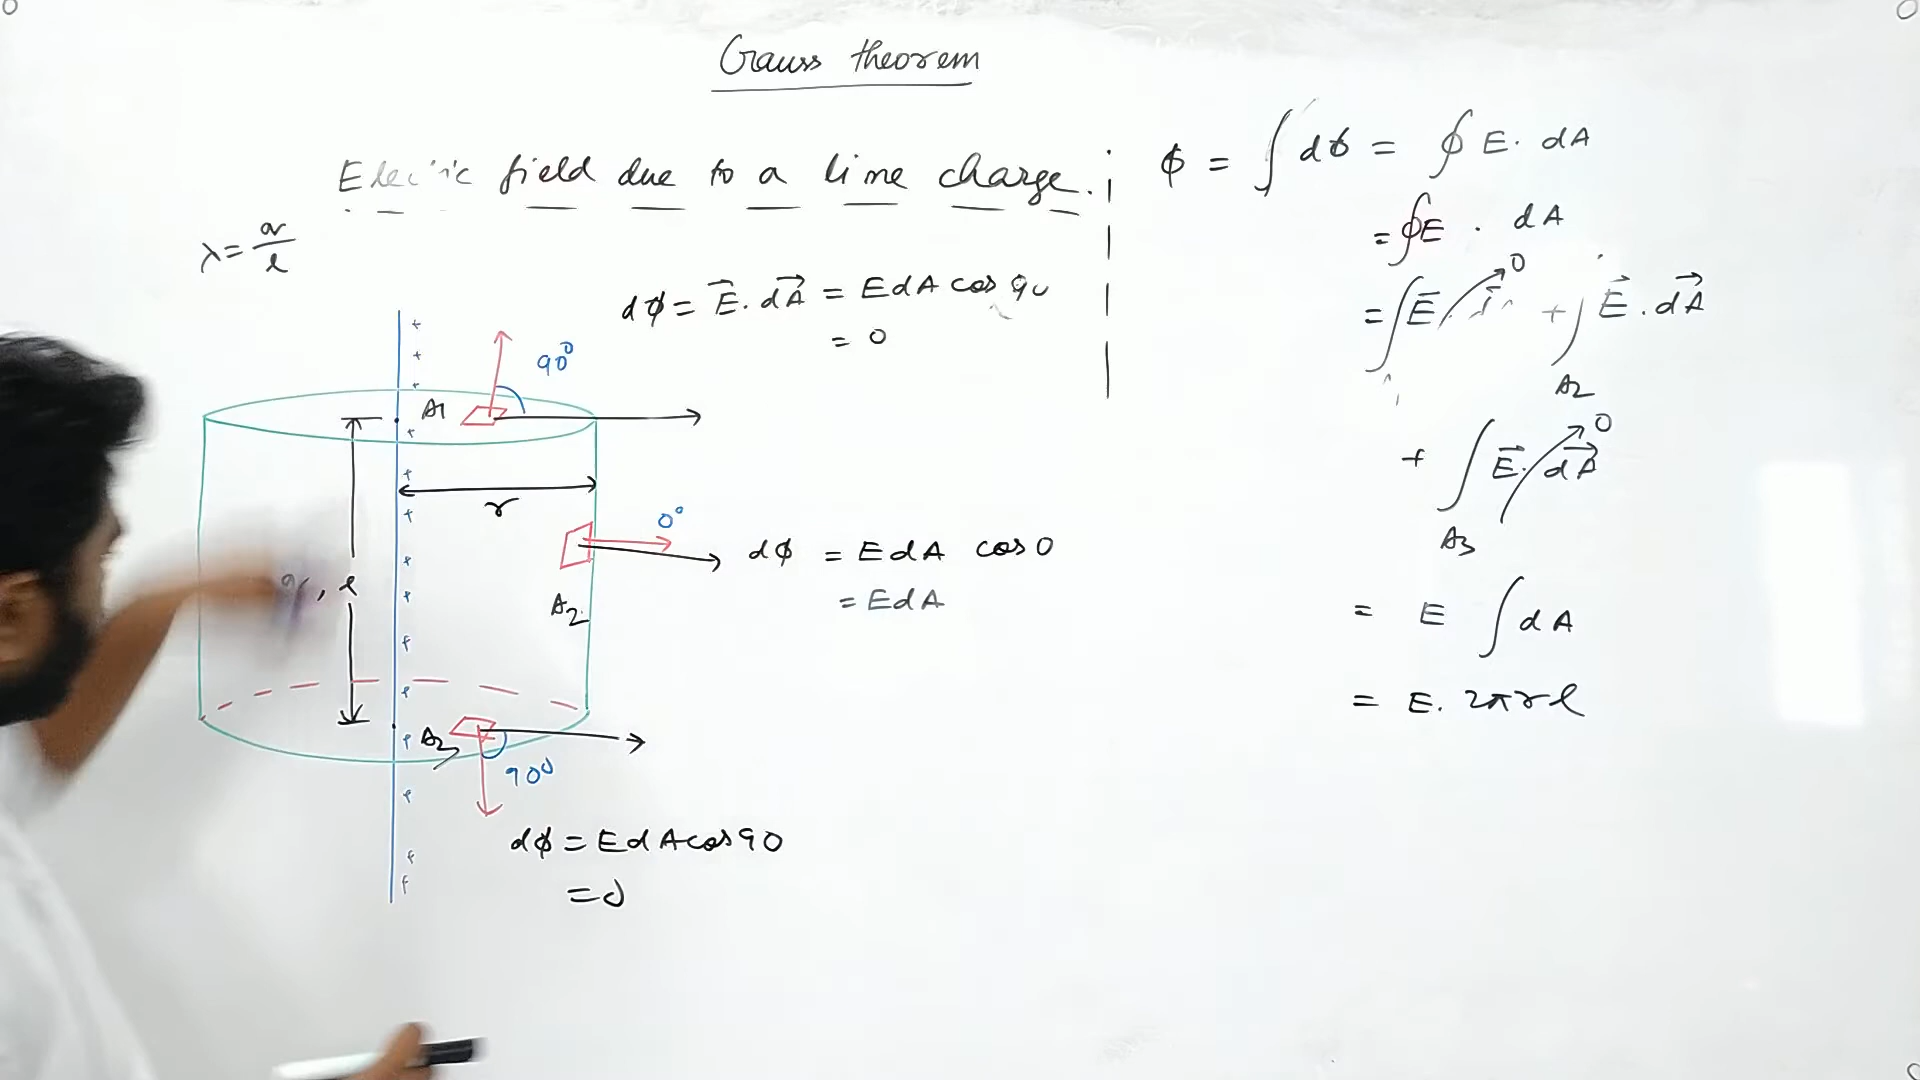 Gauss theorem
Electric field due to a line charge.
λ = q/l
dϕ = E⃗ . dA⃗ = EdA cos 90
= 0
90°
A1
r
0°
dϕ = EdA cos 0
= EdA
A2
q, l
A3
90°
dϕ = EdA cos 90
= 0
ϕ = ∫ dϕ = ∮ E. dA
= ∮E . dA
= ∫ E⃗ 0 + ∫ E⃗ . dA⃗
A2
+ ∫ E⃗ . dA⃗ 0
A3
= E ∫ dA
= E. 2πrl